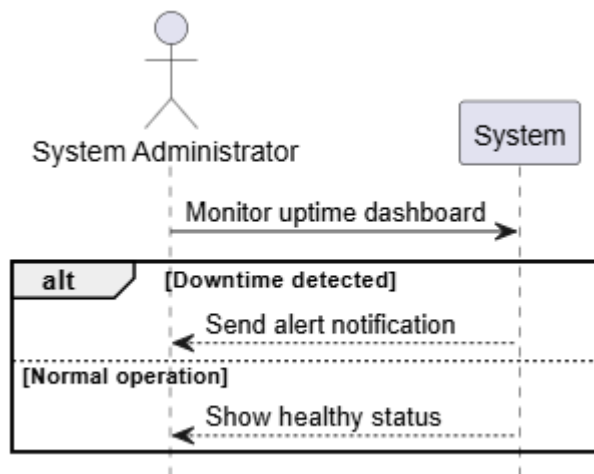 System Administrator
System
Monitor uptime dashboard
alt [Downtime detected]
Send alert notification
[Normal operation]
Show healthy status